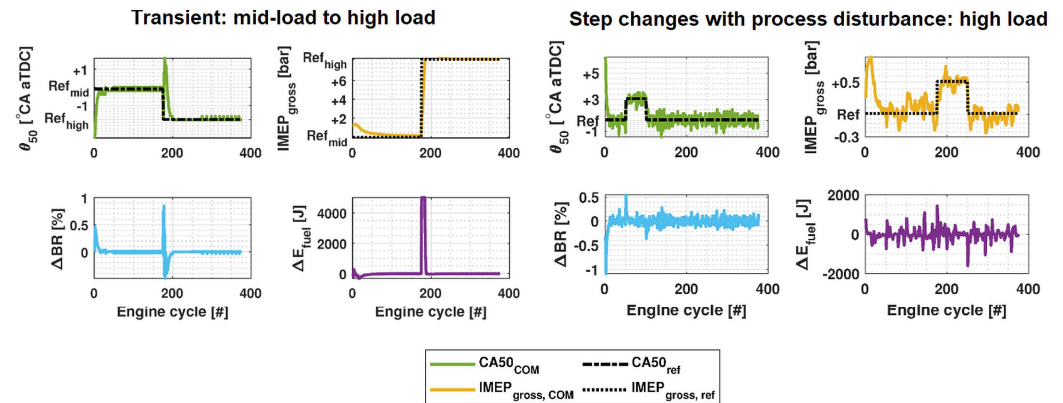 Transient: mid-load to high load
Step changes with process disturbance: high load
θ50 [°CA aTDC]
+1
Refmid
-1
Refhigh
0 200 400
IMEPgross [bar]
Refhigh
+6
+4
+2
Refmid
0 200 400
θ50 [°CA aTDC]
+5
+3
Ref
-1
0 200 400
IMEPgross [bar]
+0.5
Ref
-0.3
0 200 400
ΔBR [%]
1
0.5
0
0 200 400
Engine cycle [#]
ΔEfuel [J]
4000
2000
0
0 200 400
Engine cycle [#]
ΔBR [%]
0.5
0
-0.5
-1
0 200 400
Engine cycle [#]
ΔEfuel [J]
2000
0
-2000
0 200 400
Engine cycle [#]
CA50COM
CA50ref
IMEPgross, COM
IMEPgross, ref